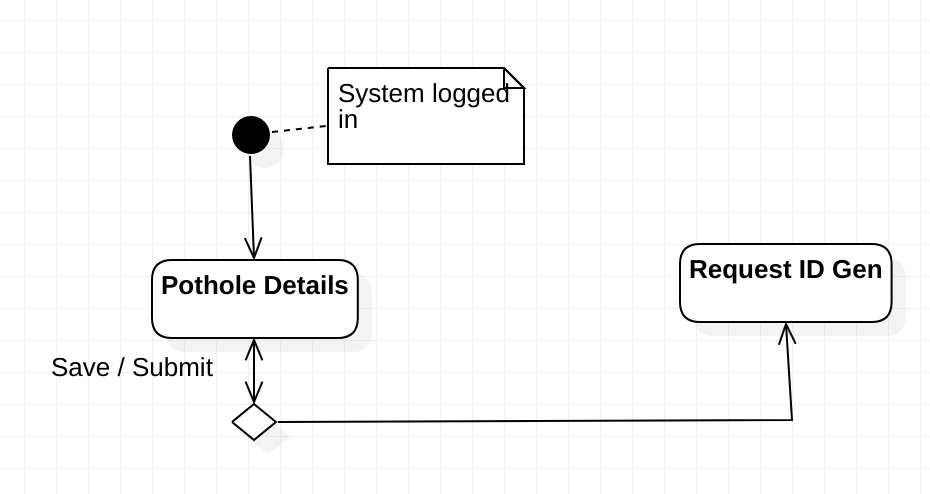 System logged
in
Pothole Details
Request ID Gen
Save / Submit